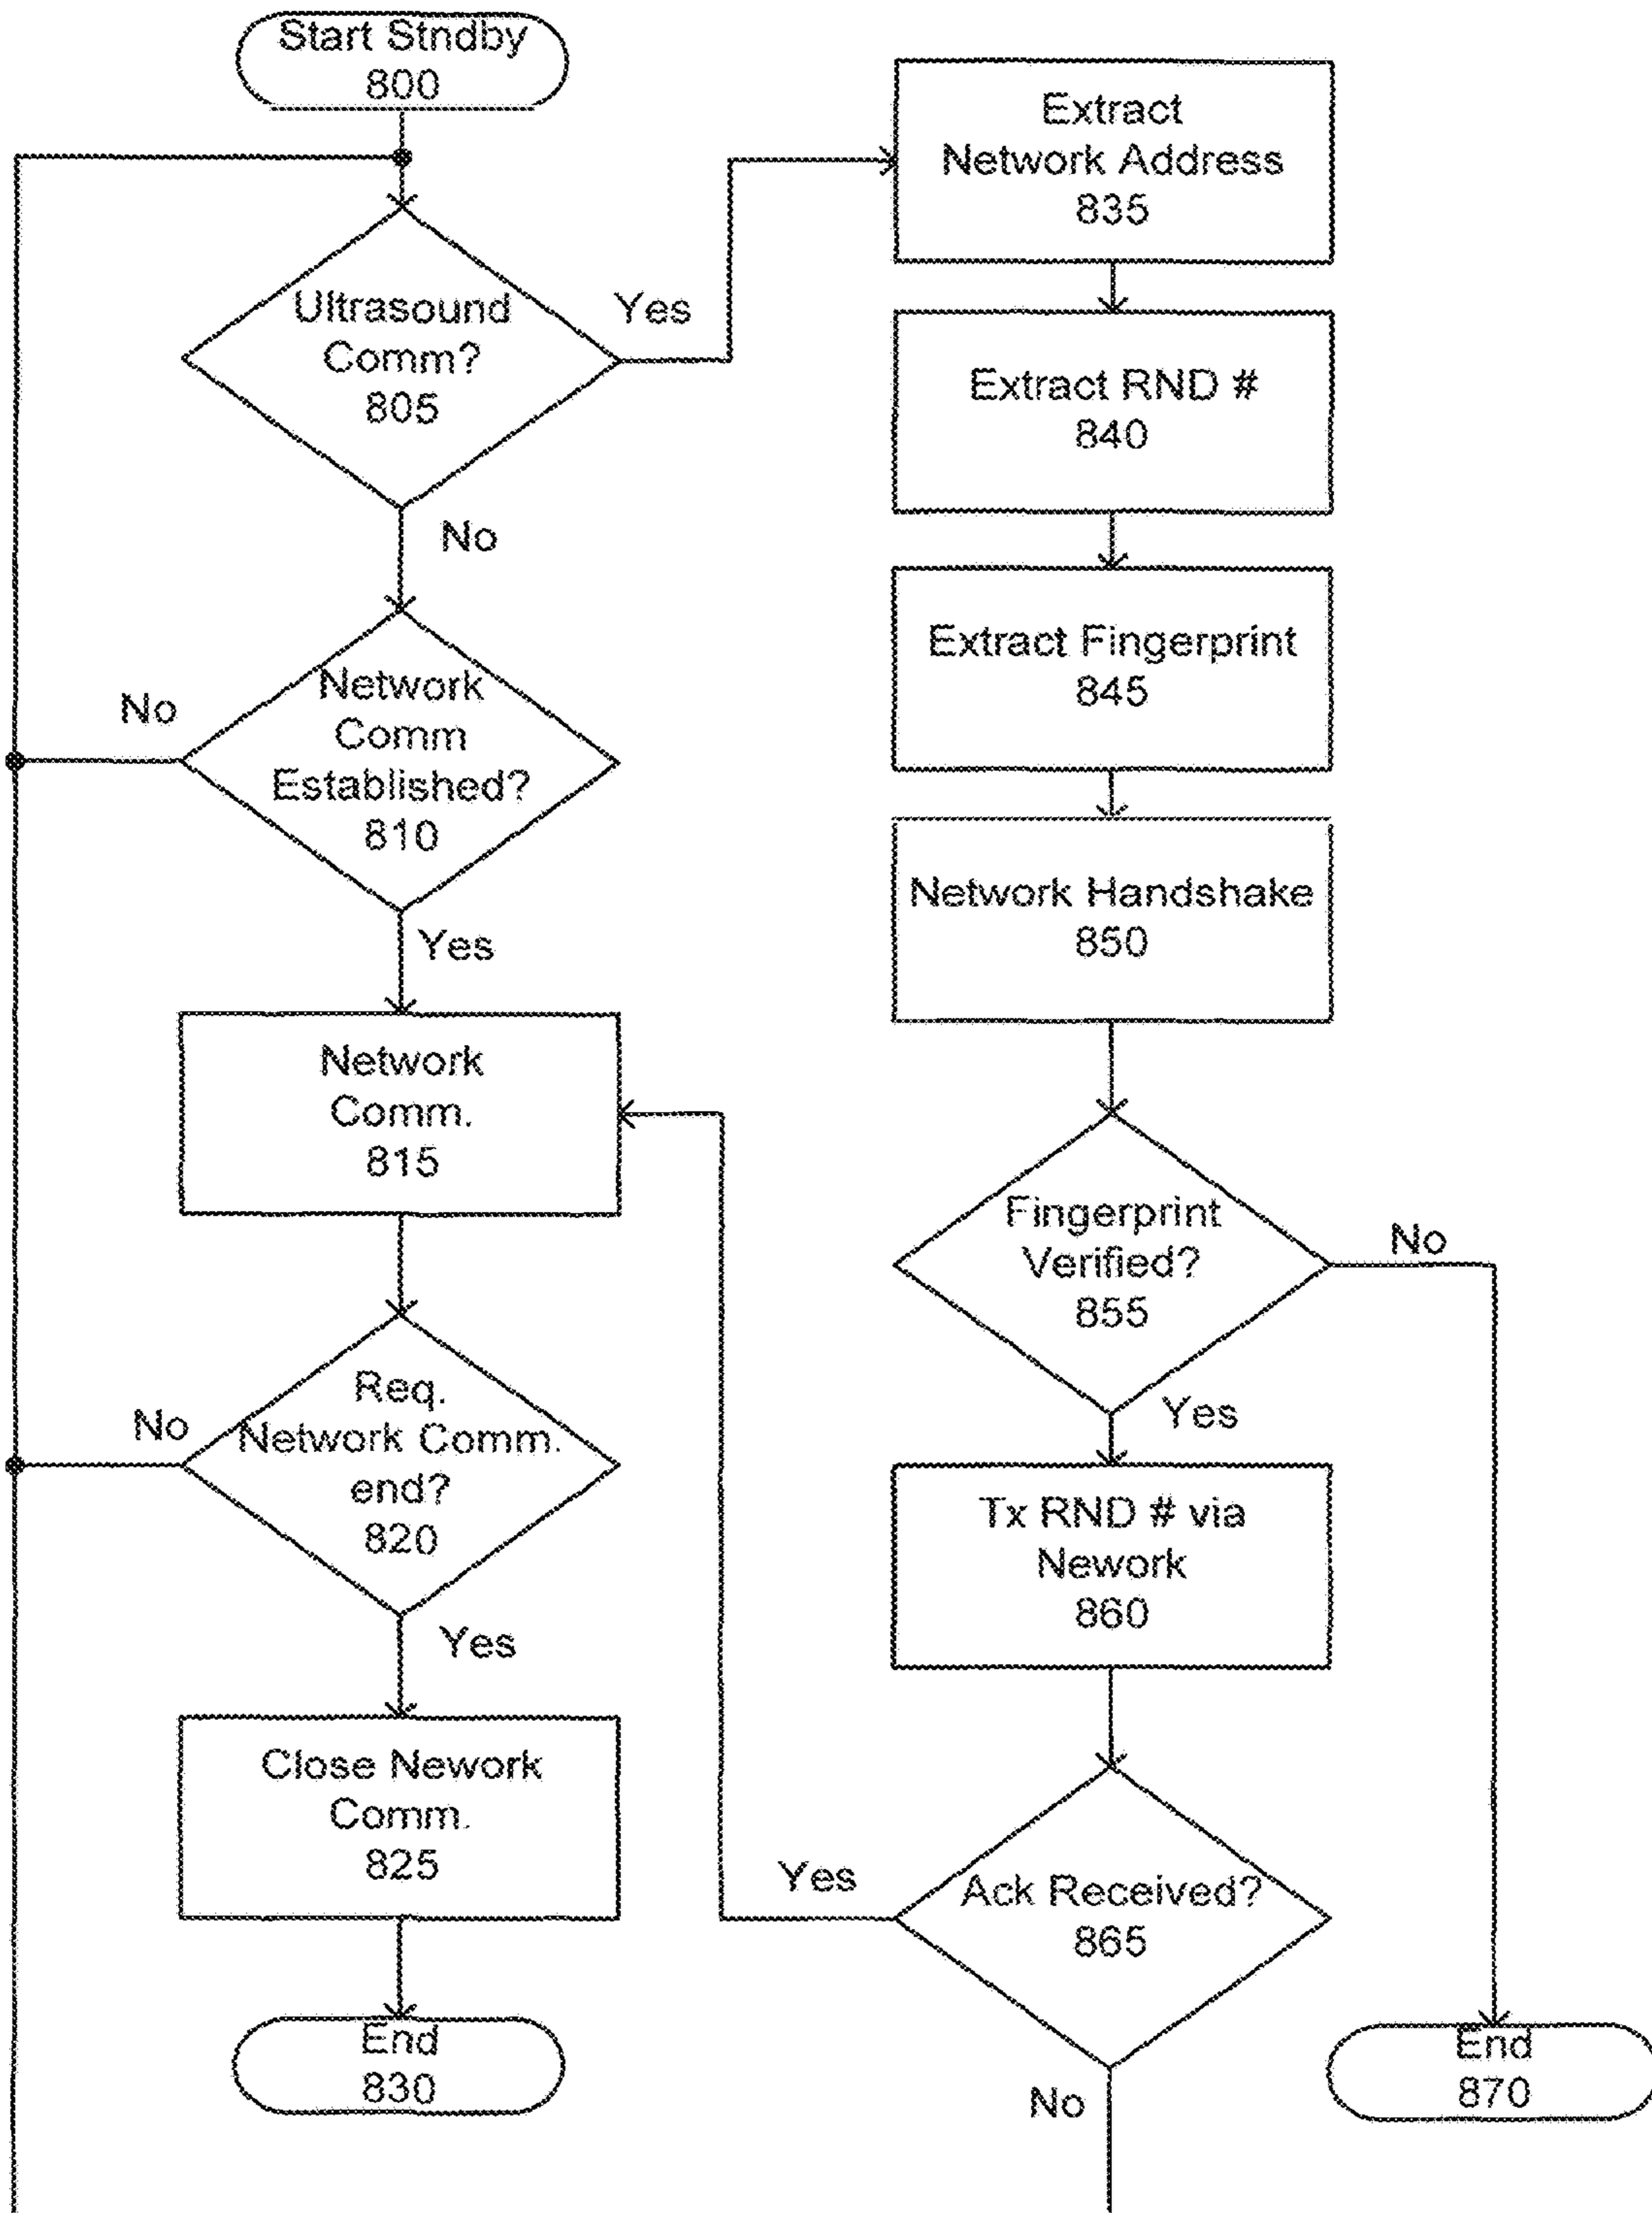 Start Stndby
800
Ultrasound
Comm?
805
Yes
No
Network
Comm
Established?
810
No
Yes
Network
Comm.
815
Req.
Network Comm.
end?
820
No
Yes
Close Nework
Comm.
825
End
830
Extract
Network Address
835
Extract RND #
840
Extract Fingerprint
845
Network Handshake
850
Fingerprint
Verified?
855
No
Yes
Tx RND # via
Nework
860
Ack Received?
865
Yes
No
End
870